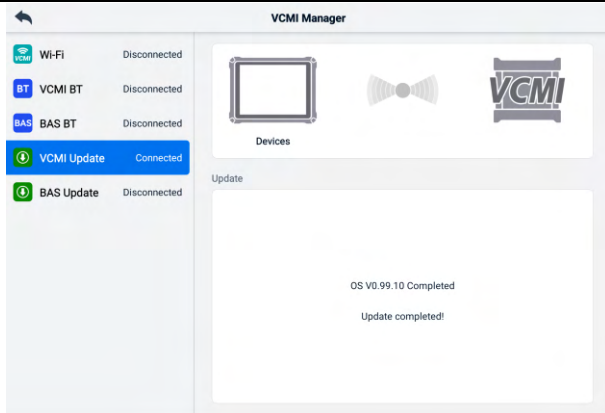 VCMI Manager
VCMI
Wi-Fi Disconnected
BT VCMI BT Disconnected
BAS BAS BT Disconnected
VCMI Update Connected
BAS Update Disconnected
VCMI
Devices
Update
OS V0.99.10 Completed
Update completed!